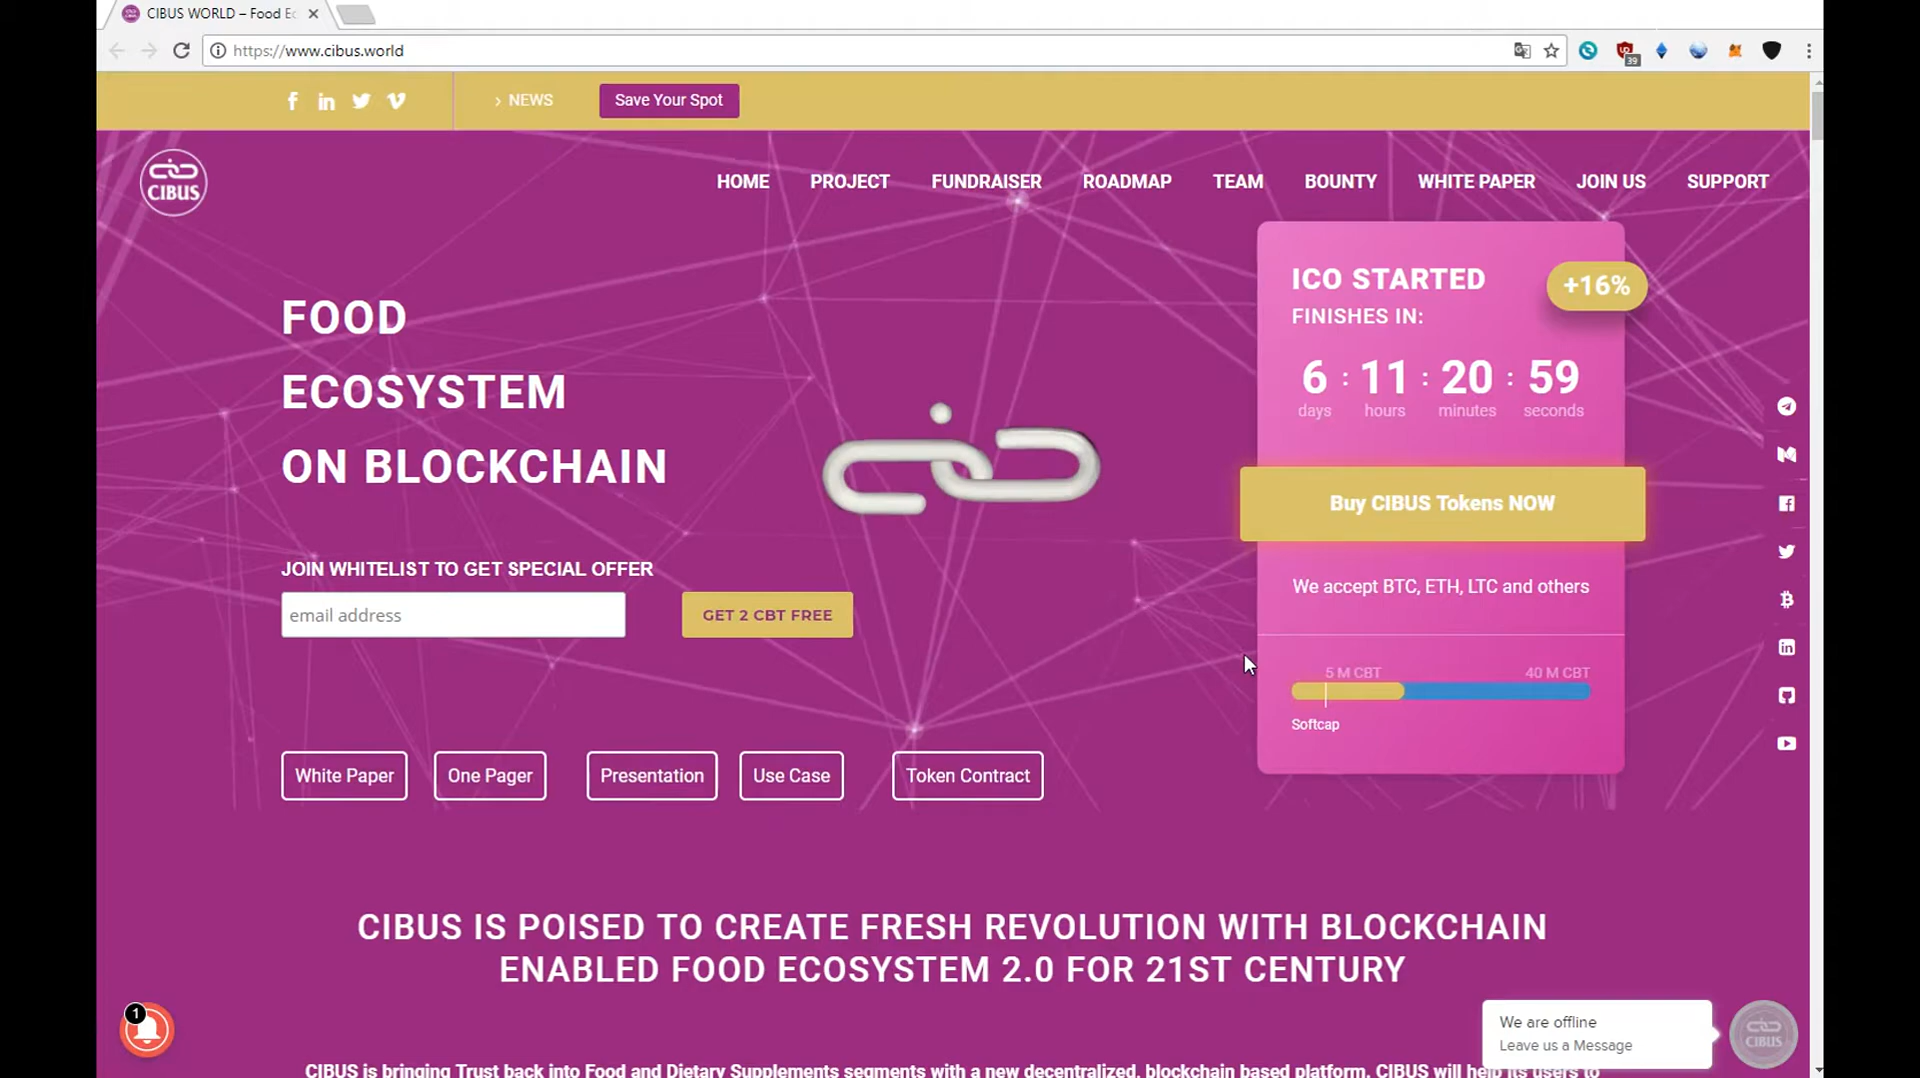 CIBUS WORLD – Food Ec
https://www.cibus.world
39
NEWS
Save Your Spot
CIBUS
HOME PROJECT FUNDRAISER ROADMAP TEAM BOUNTY WHITE PAPER JOIN US SUPPORT
FOOD
ECOSYSTEM
ON BLOCKCHAIN
JOIN WHITELIST TO GET SPECIAL OFFER
email address
GET 2 CBT FREE
White Paper One Pager Presentation Use Case Token Contract
ICO STARTED
+16%
FINISHES IN:
6 : 11 : 20 : 59
days hours minutes seconds
Buy CIBUS Tokens NOW
We accept BTC, ETH, LTC and others
5 M CBT 40 M CBT
Softcap
CIBUS IS POISED TO CREATE FRESH REVOLUTION WITH BLOCKCHAIN
ENABLED FOOD ECOSYSTEM 2.0 FOR 21ST CENTURY
1
We are offline
Leave us a Message
CIBUS
CIBUS is bringing Trust back into Food and Dietary Supplements segments with a new decentralized, blockchain based platform. CIBUS will help its users to